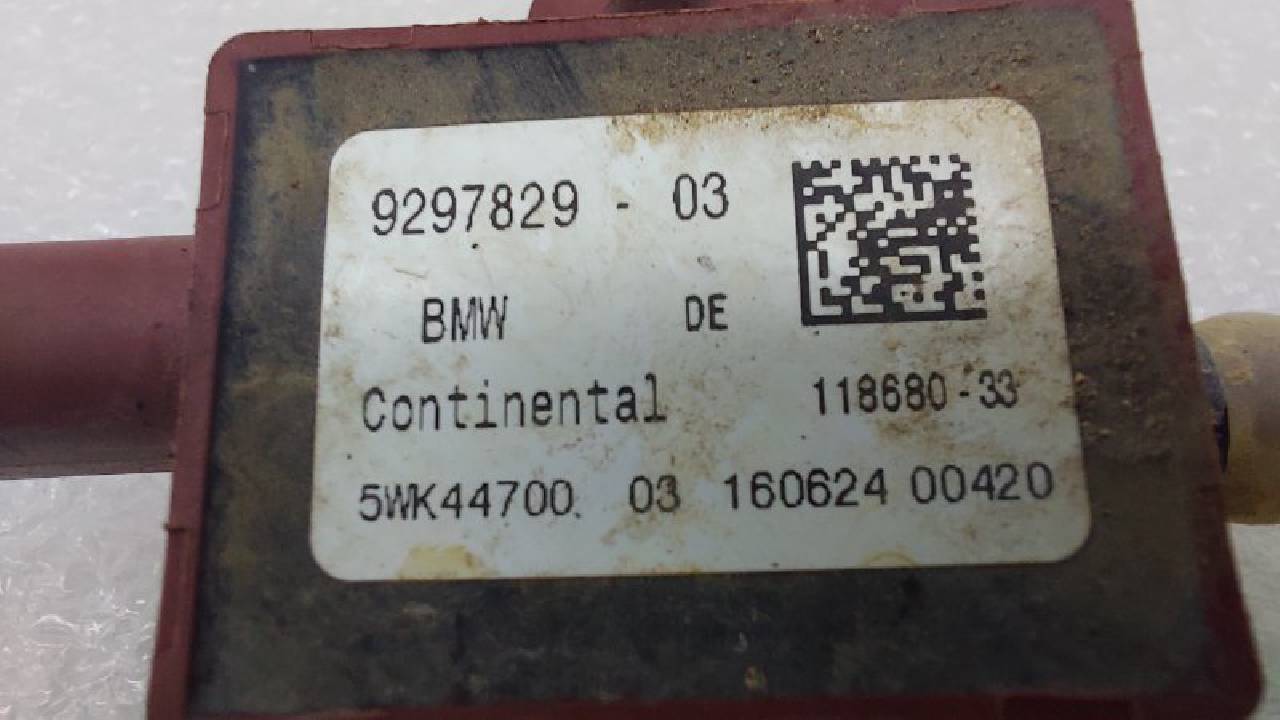 9297829 - 03
BMW DE
Continental 118680-33
5WK44700. 03 160624 00420